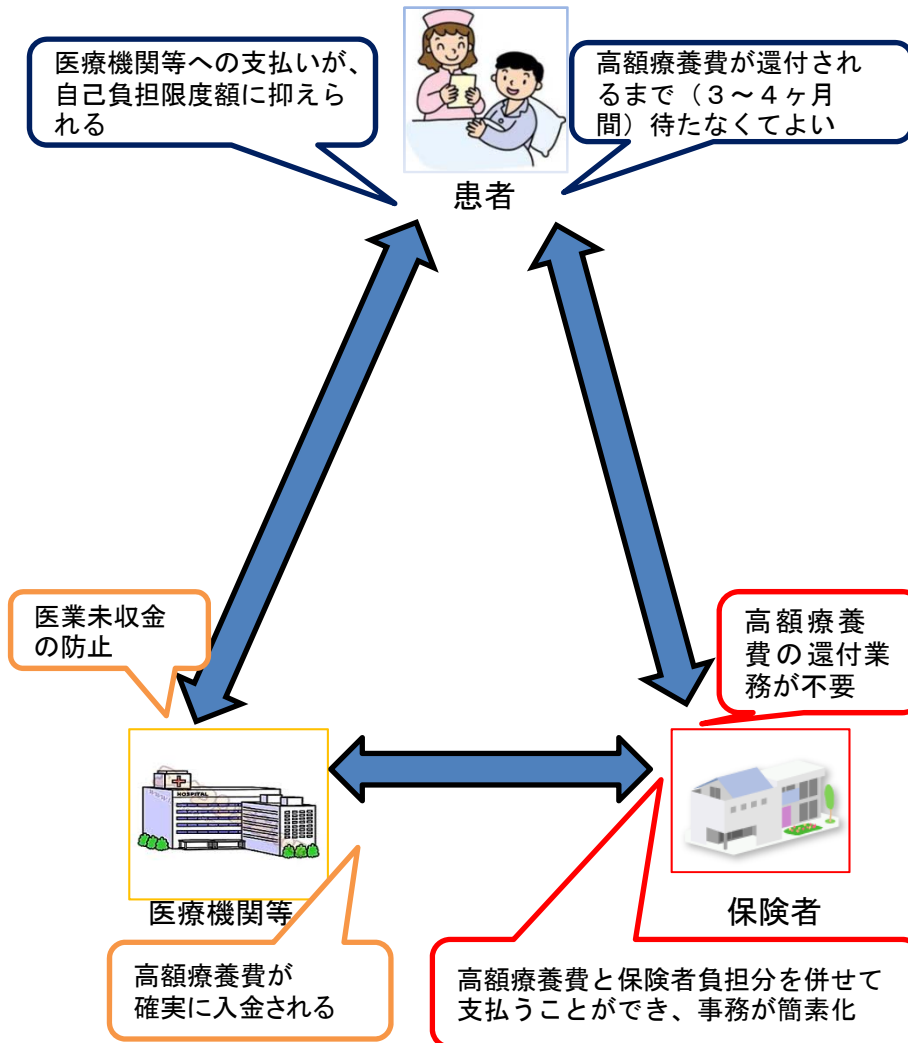 医療機関等への支払いが、
自己負担限度額に抑えら
れる
高額療養費が還付され
るまで（３～４ヶ月
間）待たなくてよい
患者
医業未収金
の防止
高額療養
費の還付業
務が不要
HOSPITAL
医療機関等
保険者
高額療養費が
確実に入金される
高額療養費と保険者負担分を併せて
支払うことができ、事務が簡素化